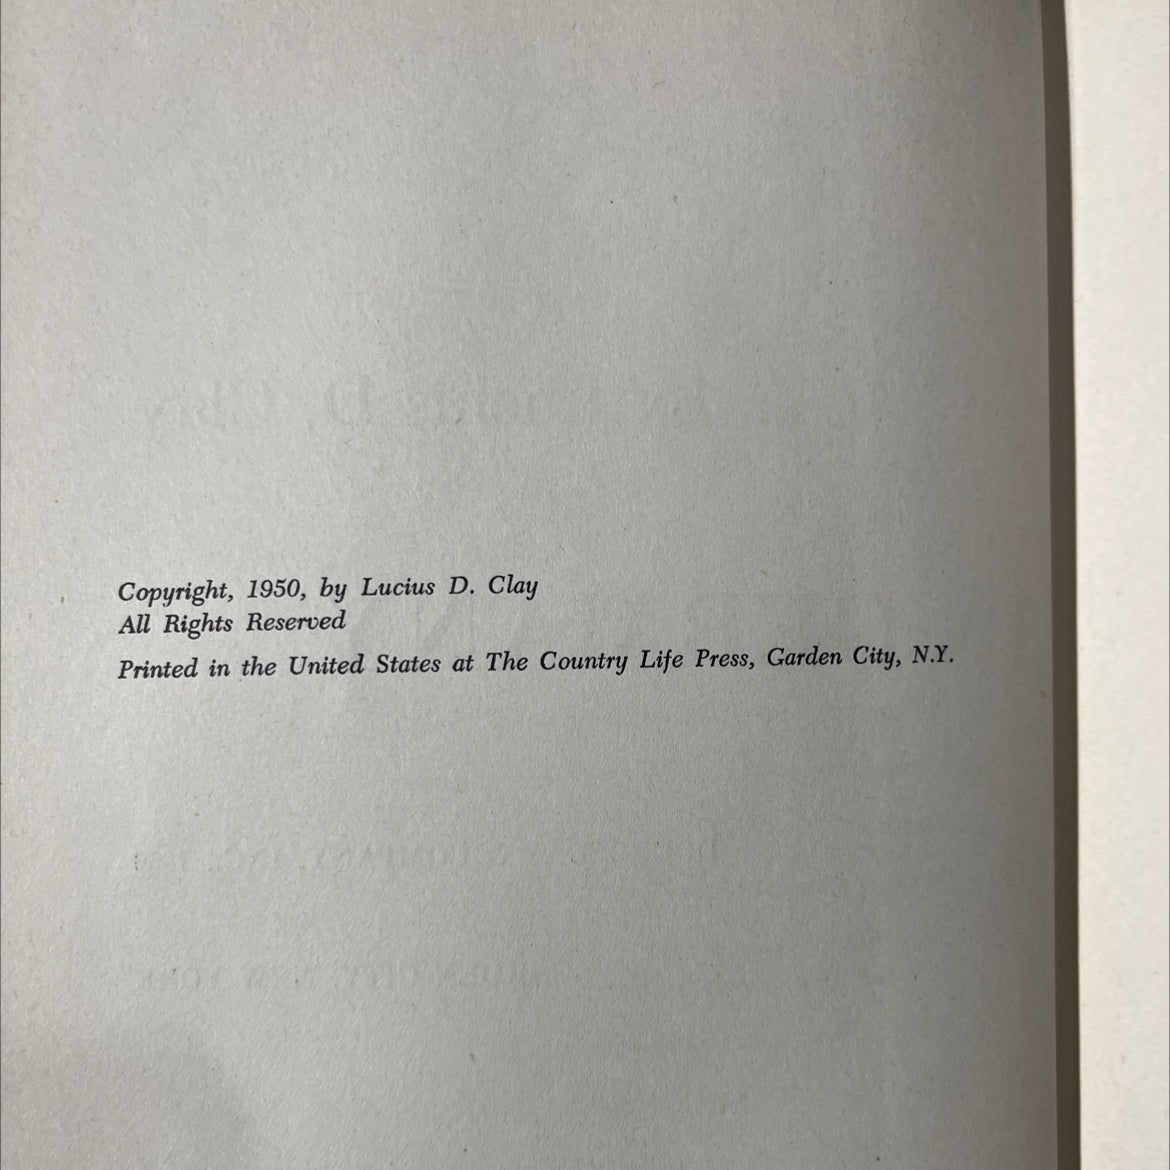 Copyright, 1950, by Lucius D. Clay
All Rights Reserved
Printed in the United States at The Country Life Press, Garden City, N.Y.